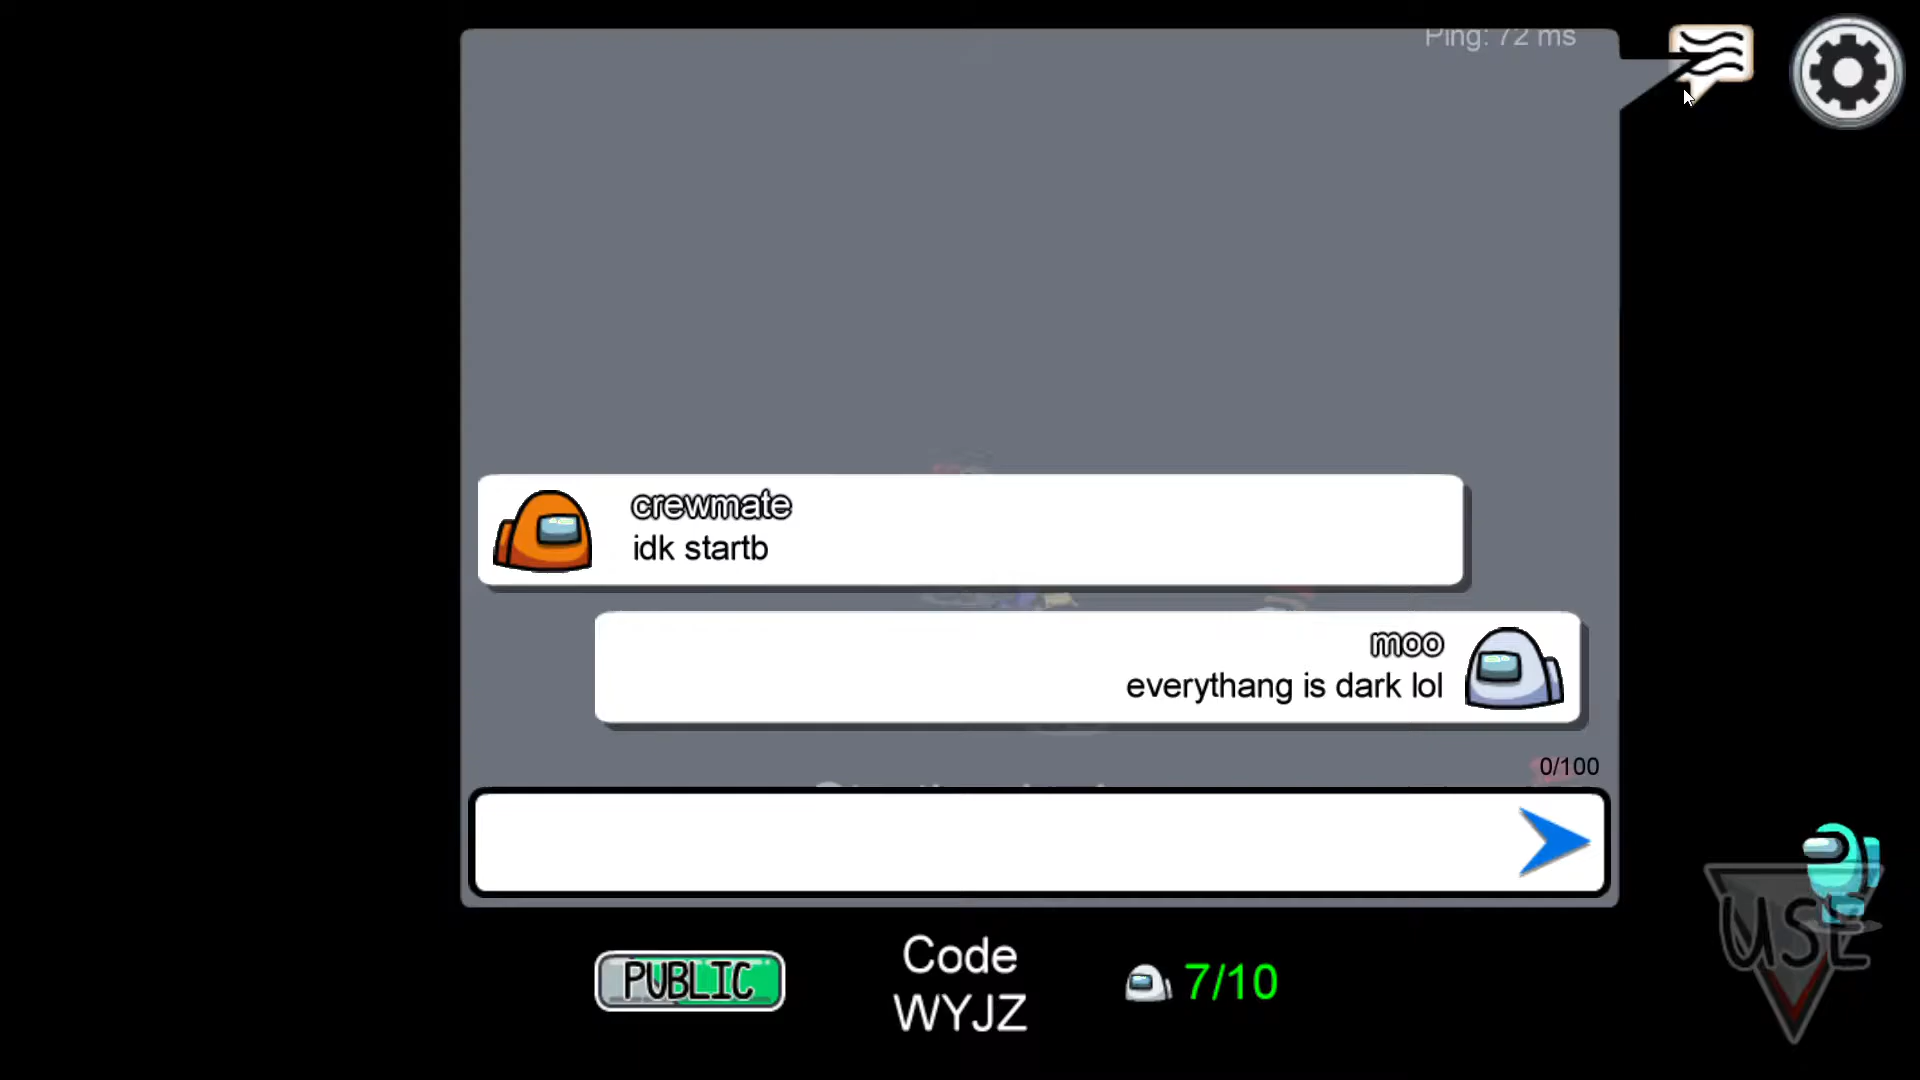 Ping: 72 ms
crewmate
idk startb
moo
everythang is dark lol
0/100
PUBLIC
Code
WYJZ
7/10
USE